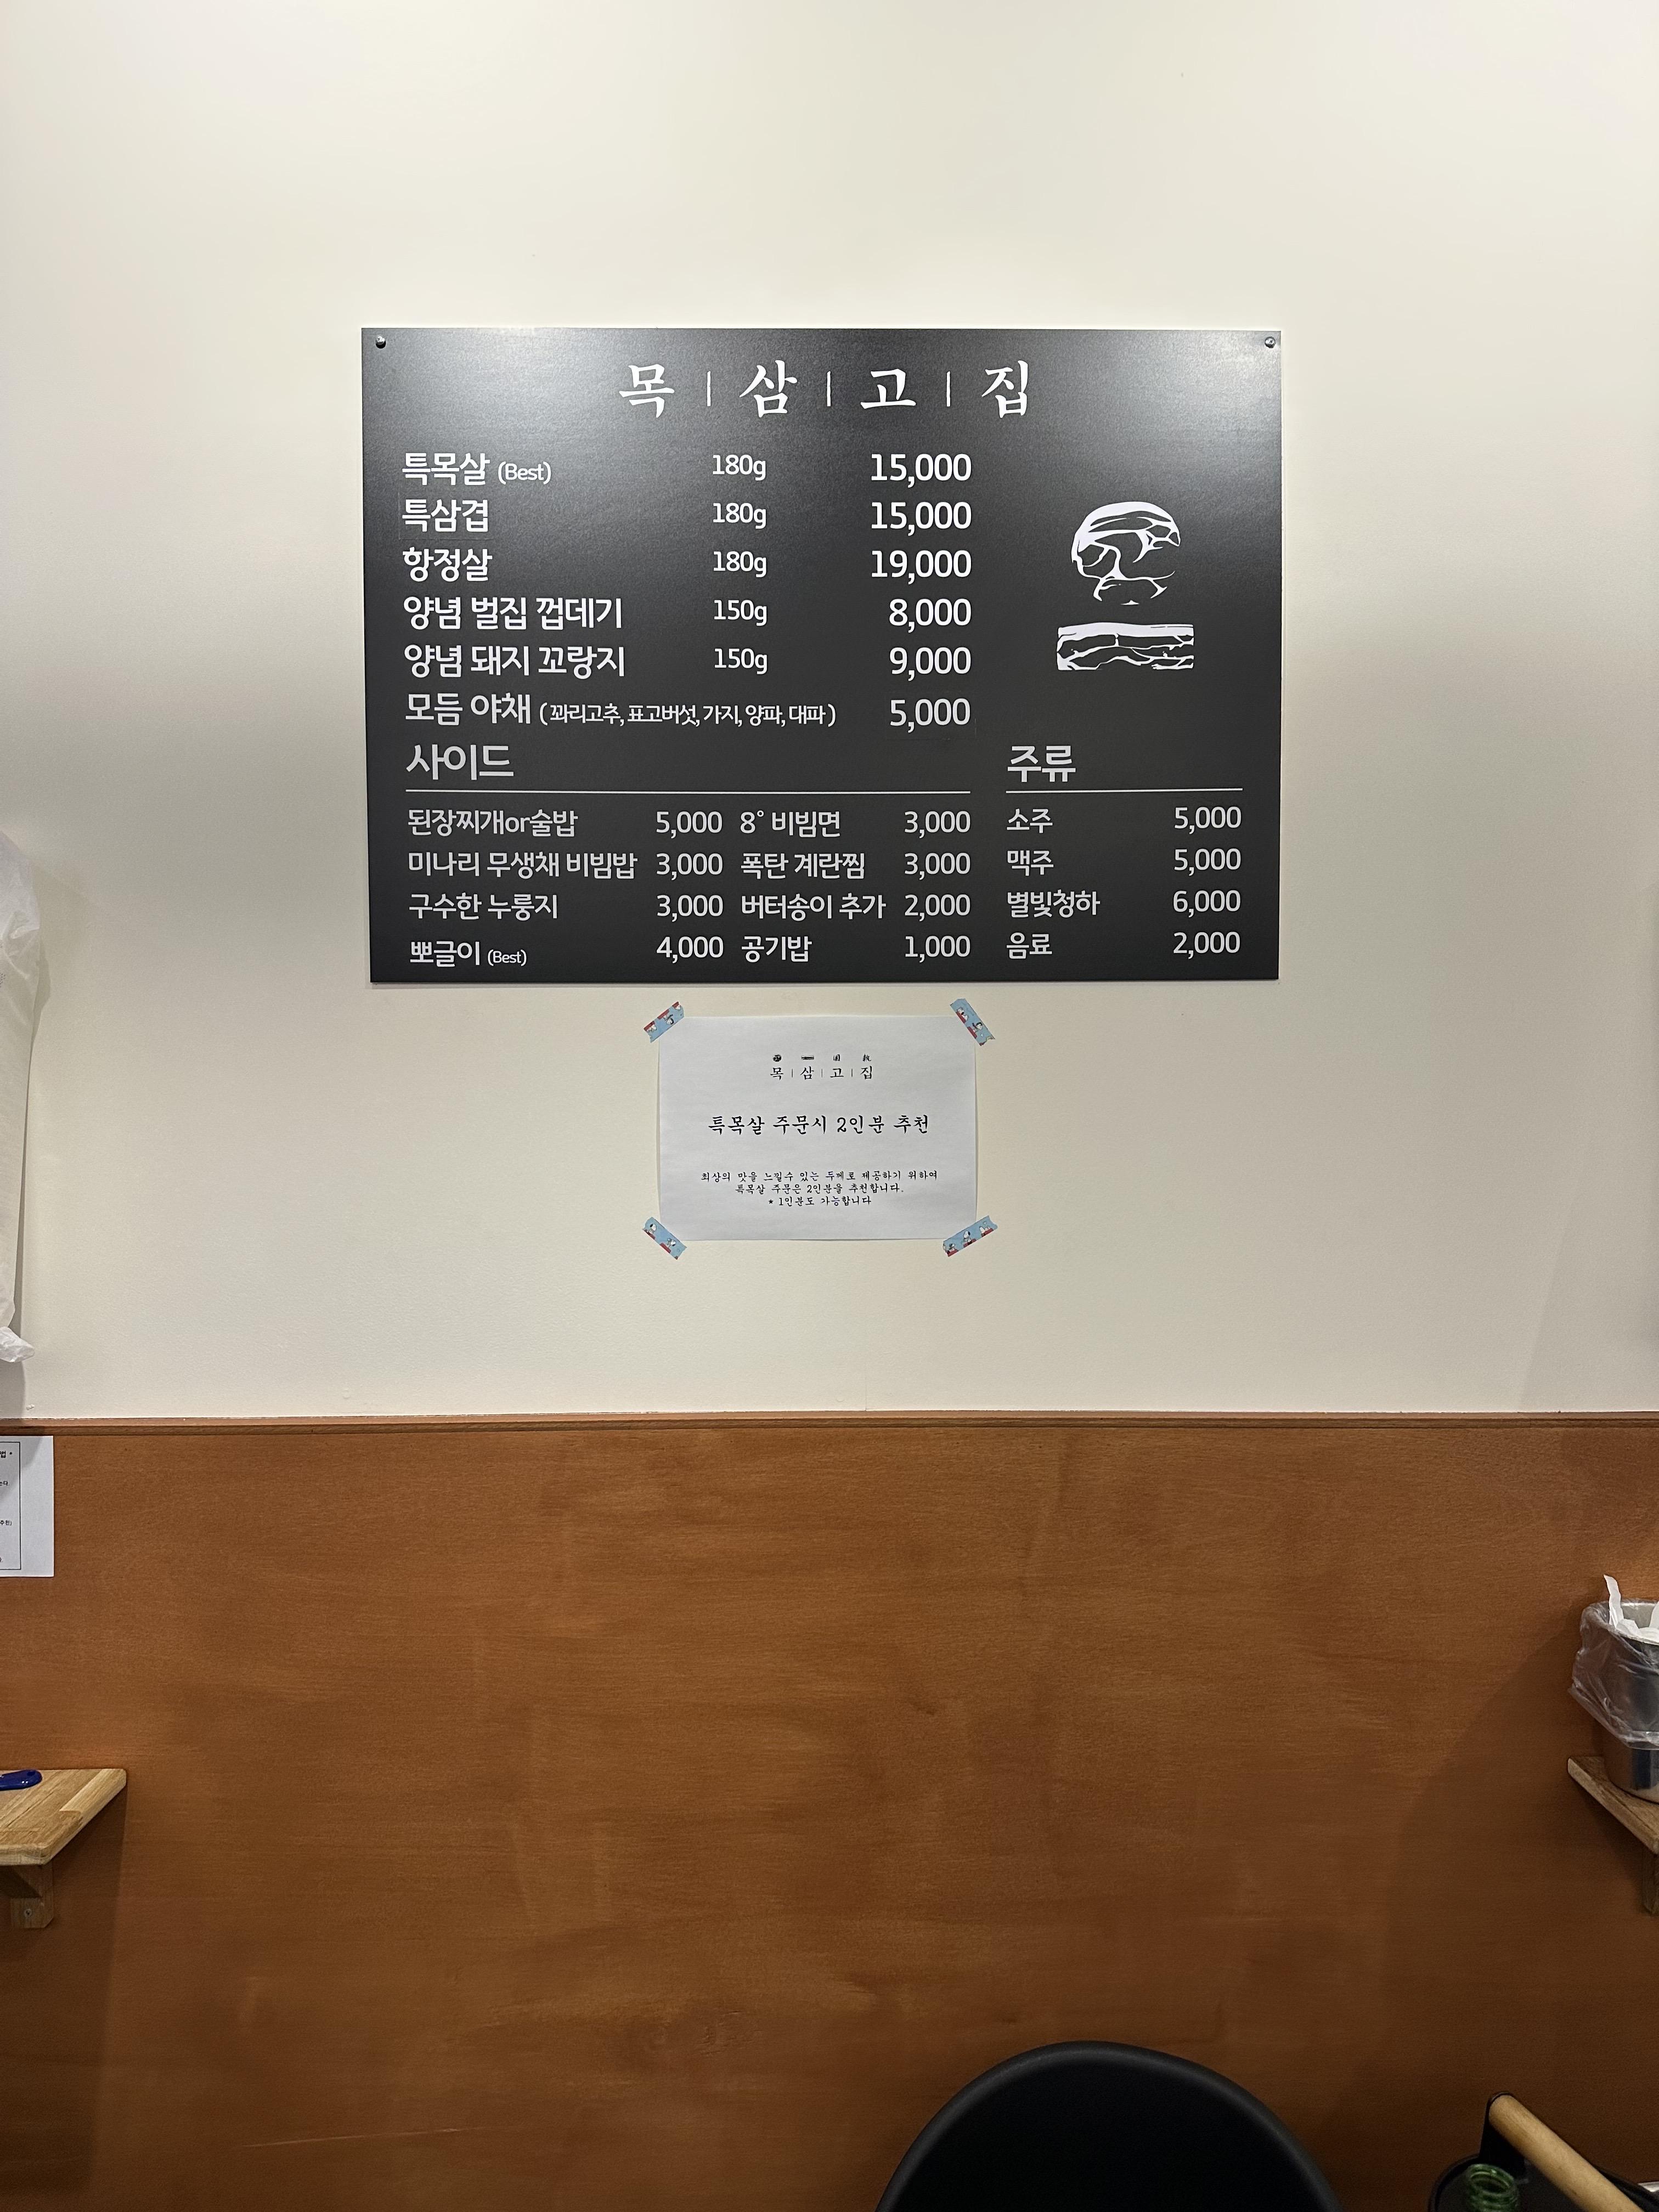 목 | 삼 | 고 | 집
특목살 (Best) 180g 15,000
특삼겹 180g 15,000
항정살 180g 19,000
양념 벌집 껍데기 150g 8,000
양념 돼지 꼬랑지 150g 9,000
모듬 야채 ( 꽈리고추, 표고버섯, 가지, 양파, 대파 ) 5,000
사이드
된장찌개or술밥 5,000 8° 비빔면 3,000
미나리 무생채 비빔밥 3,000 폭탄 계란찜 3,000
구수한 누룽지 3,000 버터송이 추가 2,000
뽀글이 (Best) 4,000 공기밥 1,000
주류
소주 5,000
맥주 5,000
별빛청하 6,000
음료 2,000
목 | 삼 | 고 | 집
특목살 주문시 2인분 추천
최상의 맛을 느낄수 있는 두께로 제공하기 위하여
특목살 주문은 2인분을 추천합니다.
* 1인분도 가능합니다